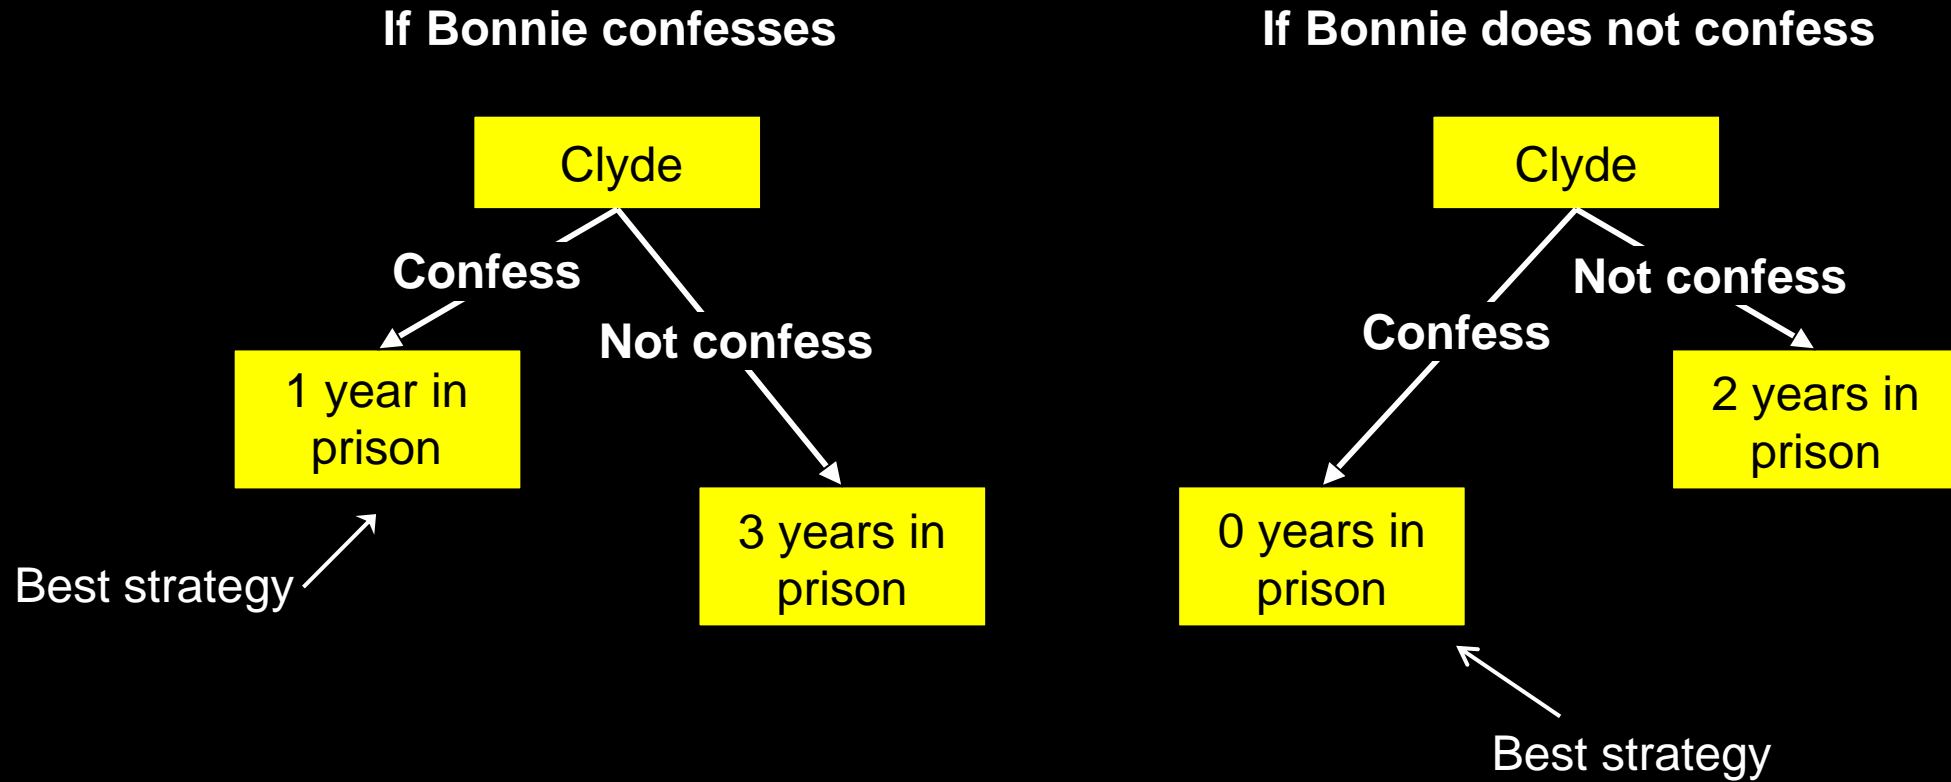 If Bonnie confesses
Clyde
Confess
Not confess
1 year in
prison
3 years in
prison
Best strategy
If Bonnie does not confess
Clyde
Not confess
Confess
2 years in
prison
0 years in
prison
Best strategy